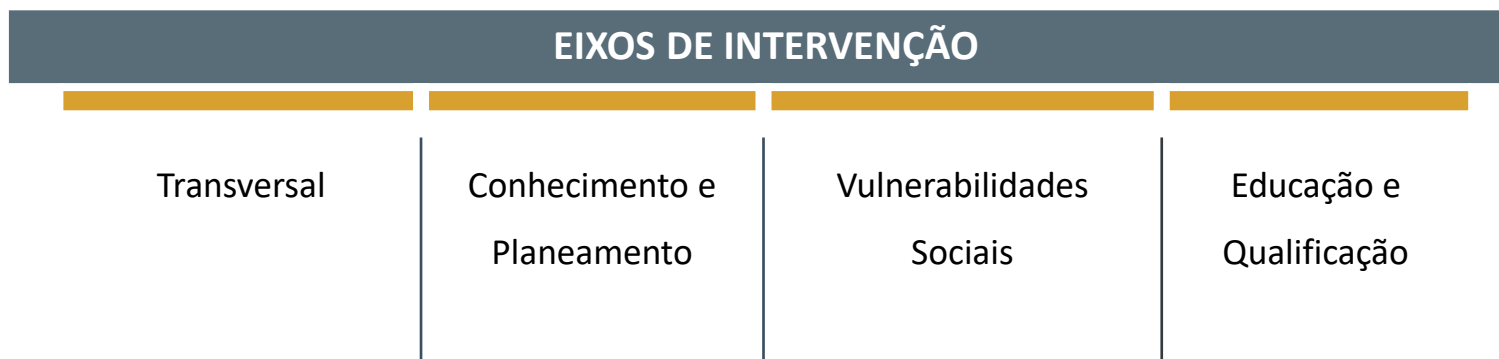 EIXOS DE INTERVENÇÃO
Transversal
Conhecimento e
Planeamento
Vulnerabilidades
Sociais
Educação e
Qualificação